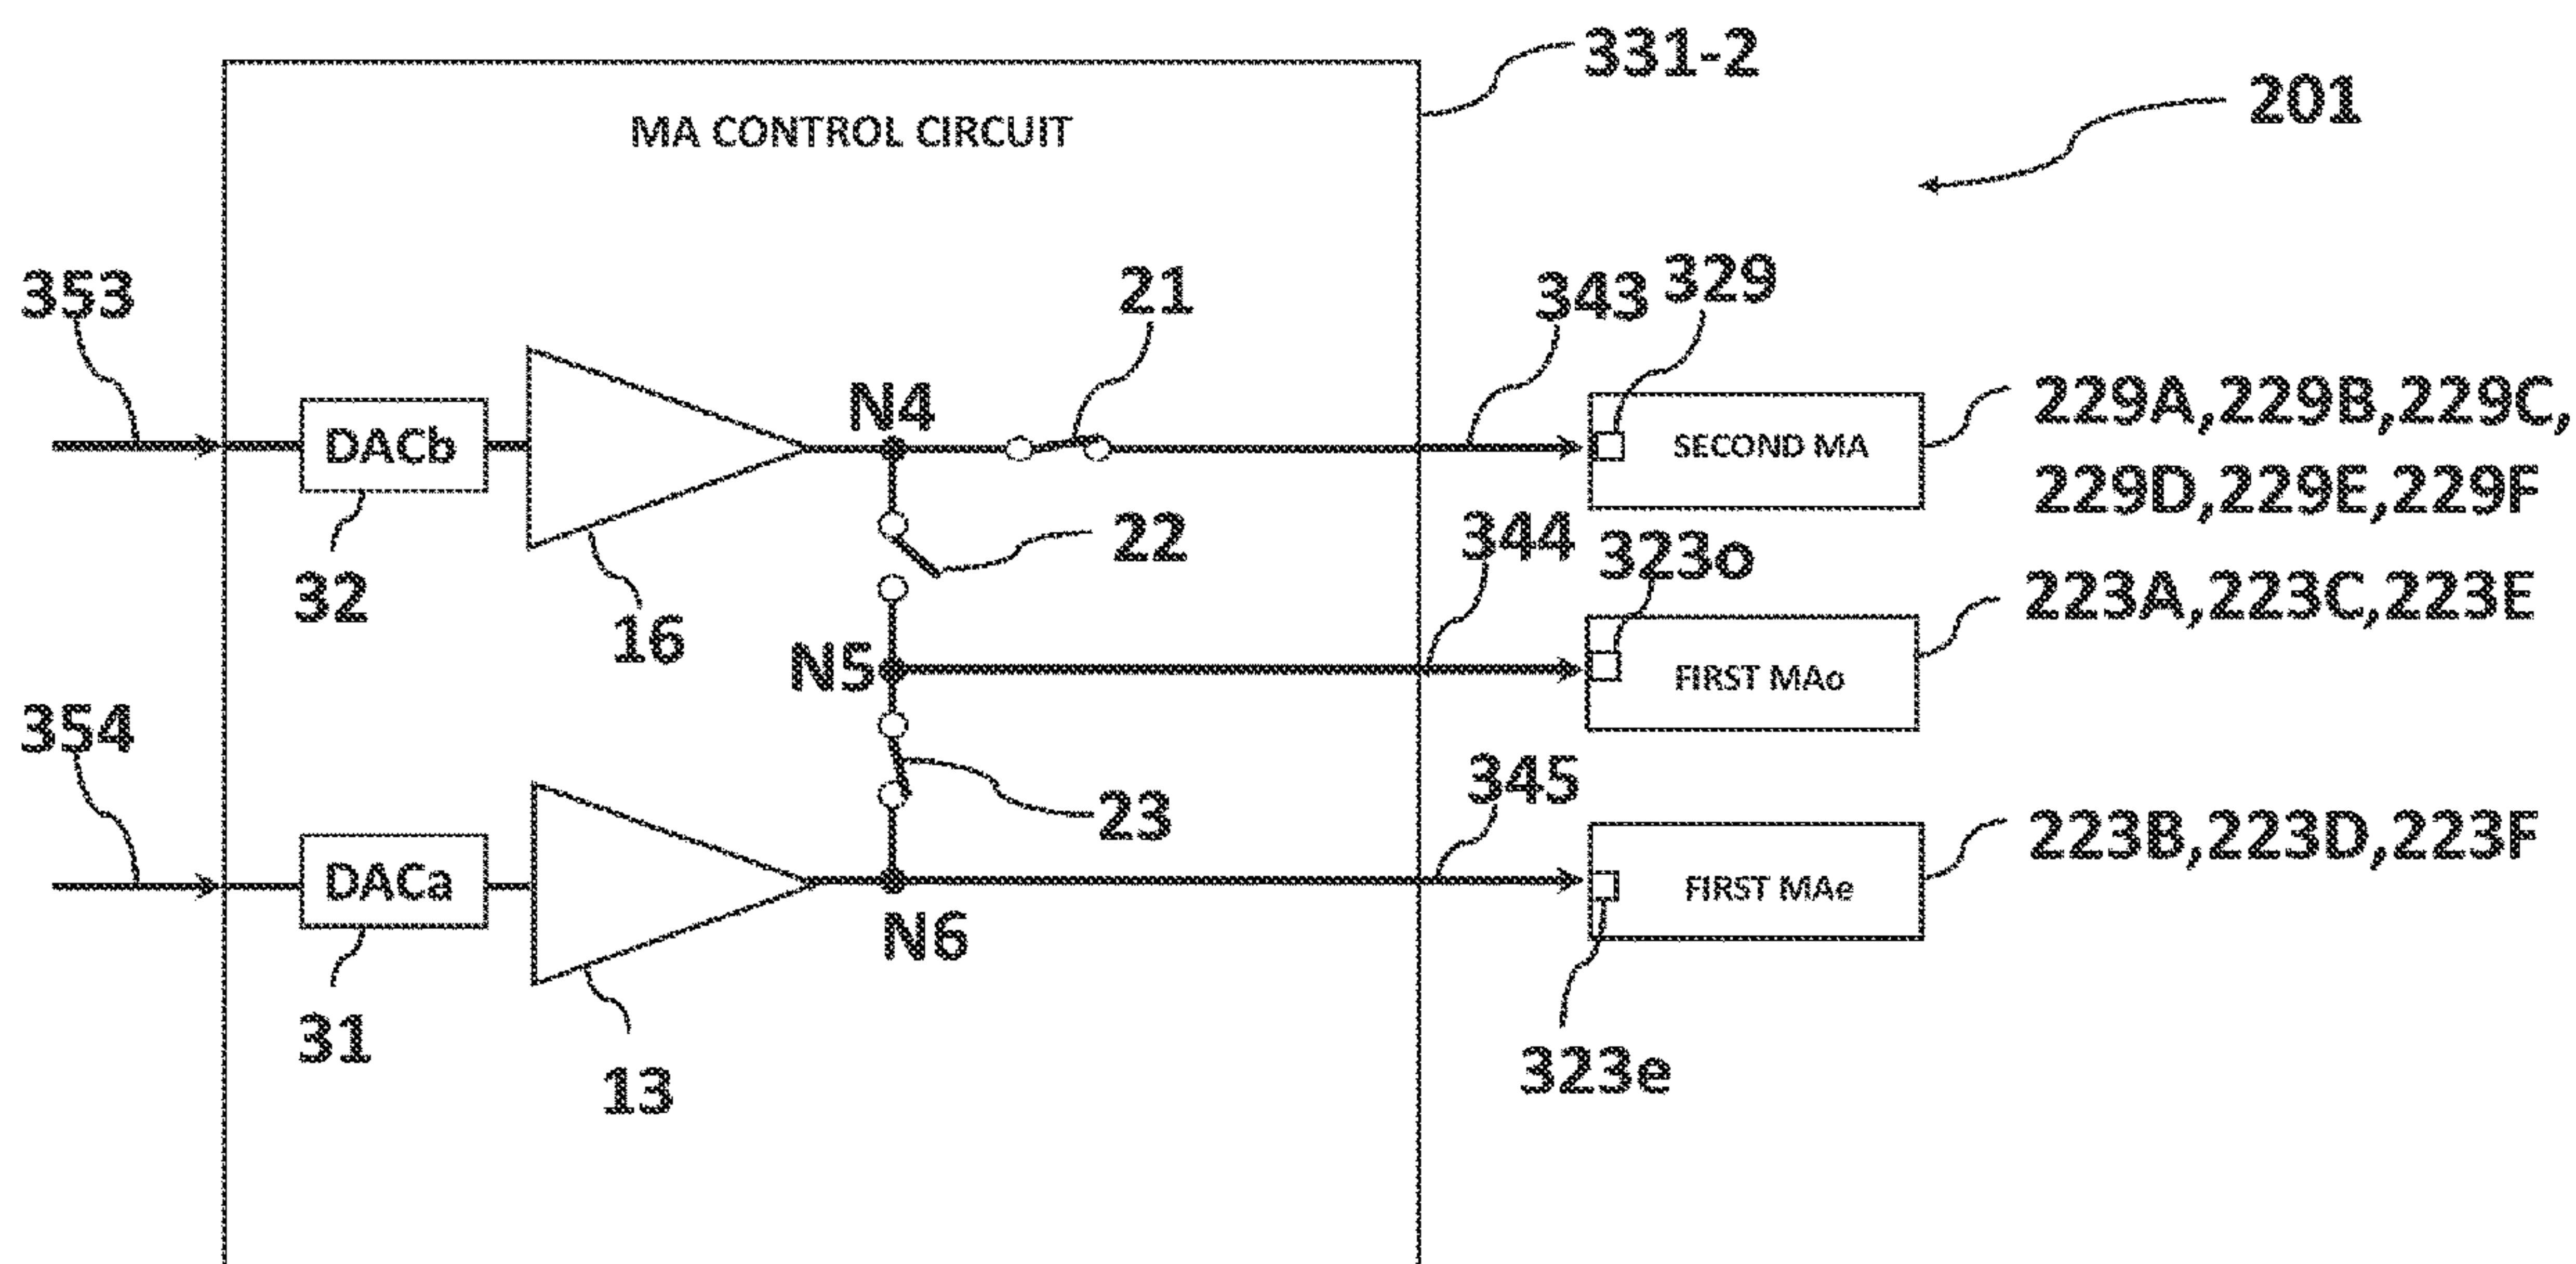 331-2
201
MA CONTROL CIRCUIT
353
21
343
329
N4
DACb
SECOND MA
229A,229B,229C,
229D,229E,229F
32
16
22
344
323o
223A,223C,223E
N5
FIRST MAo
354
23
345
DACa
N6
FIRST MAe
223B,223D,223F
31
13
323e